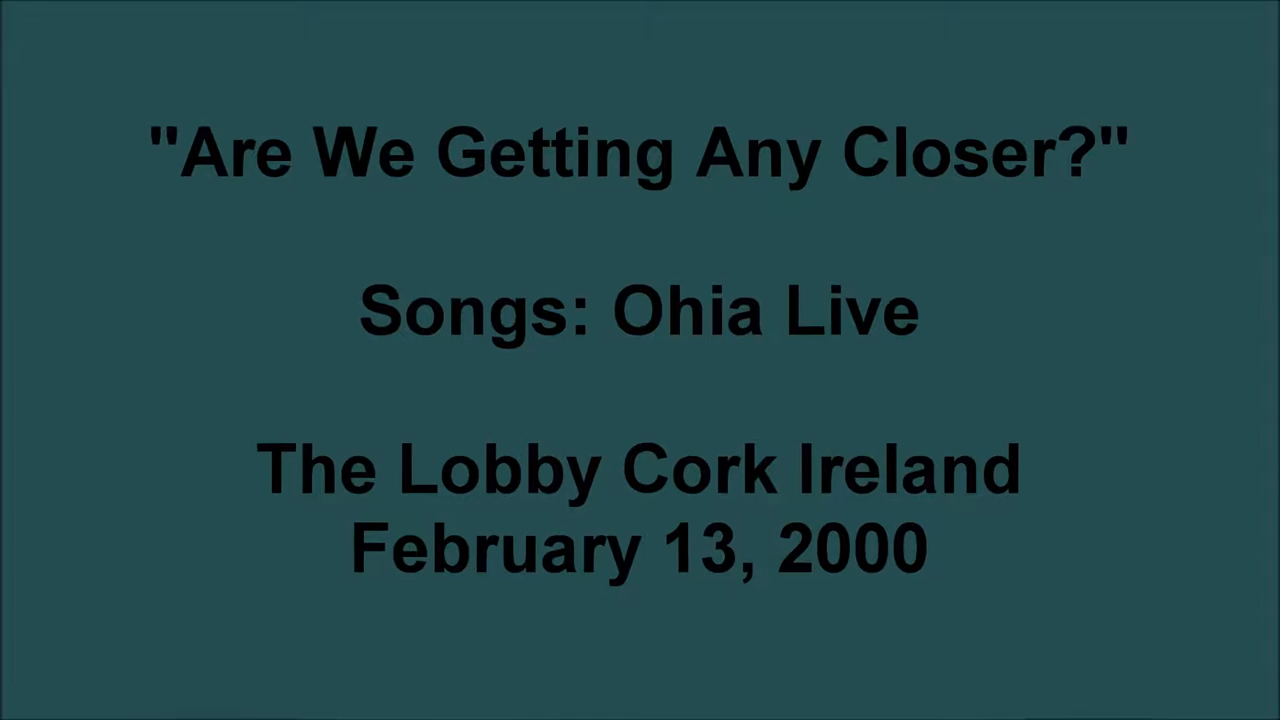 "Are We Getting Any Closer?"
Songs: Ohia Live
The Lobby Cork Ireland
February 13, 2000